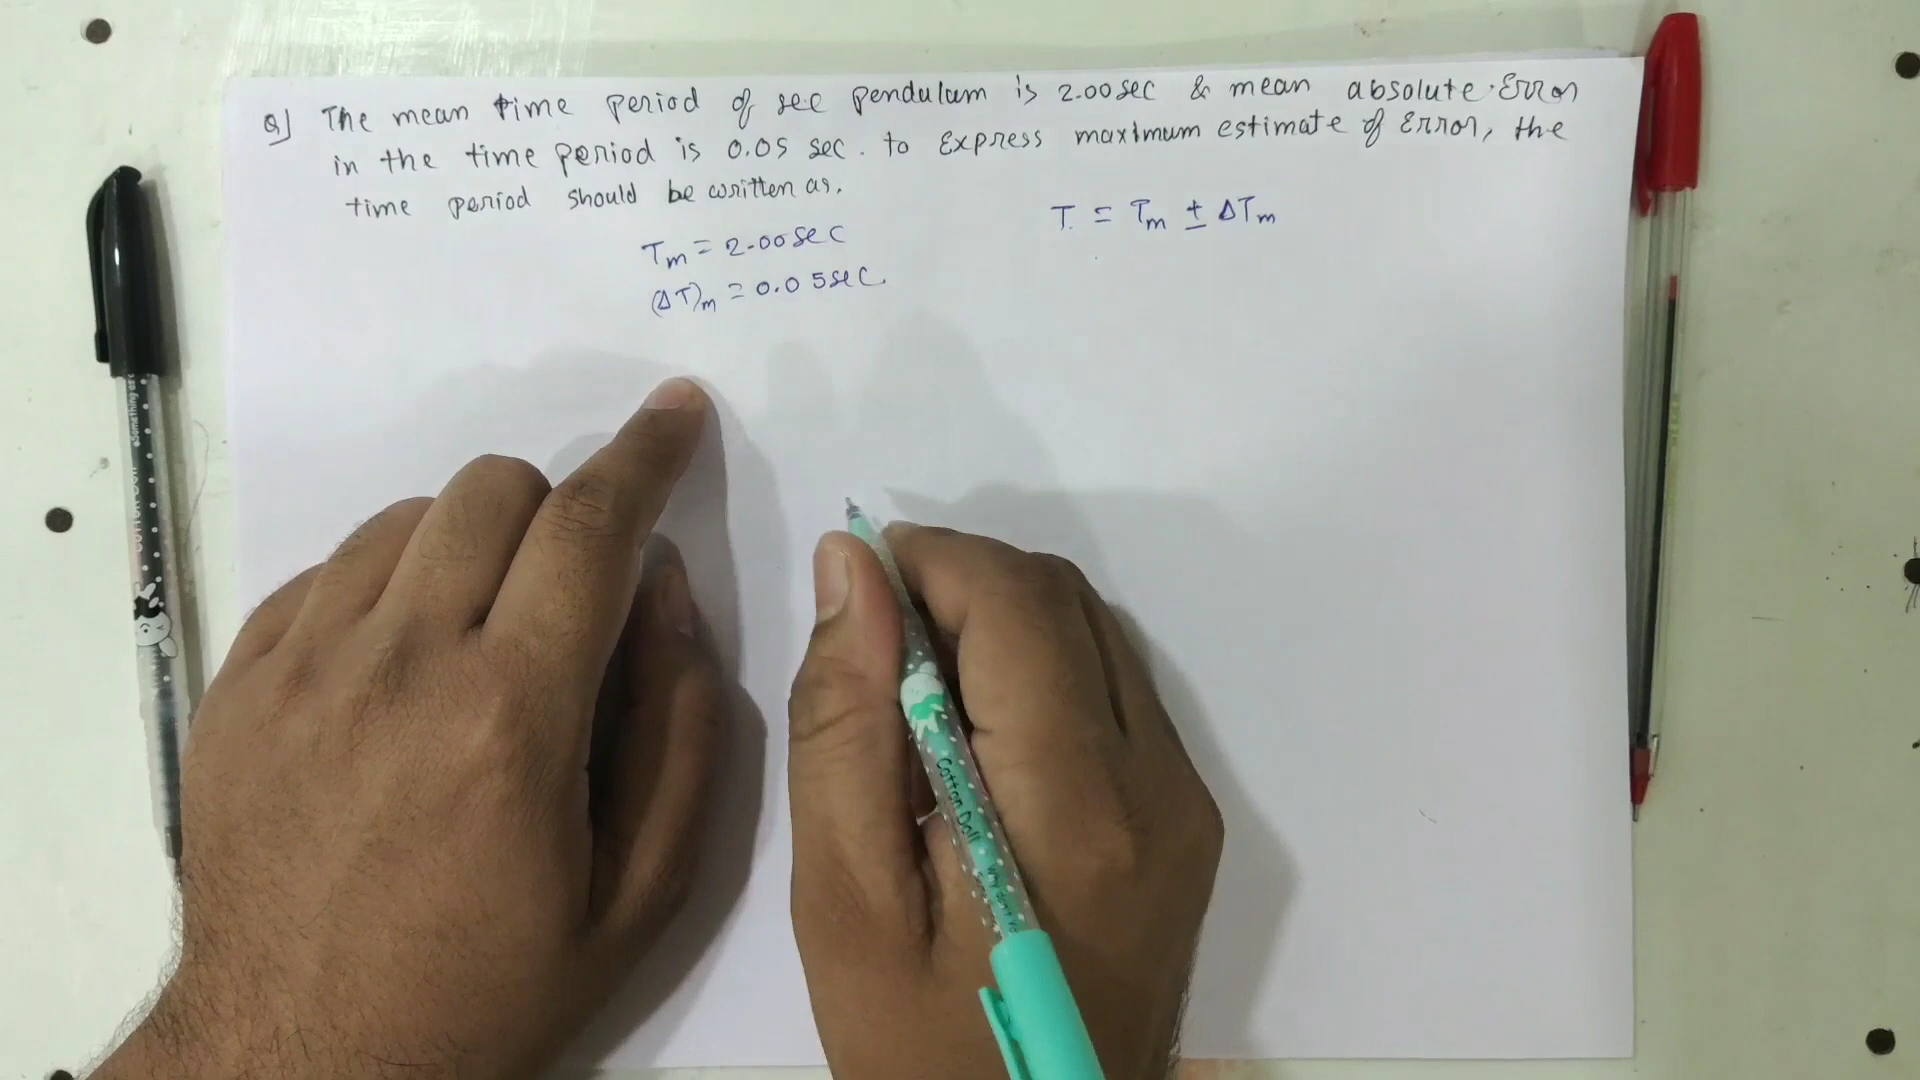 Q] The mean time period of sec pendulum is 2.00sec & mean absolute Error
in the time period is 0.05 sec. to Express maximum estimate of Error, the
time period should be written as.
T = Tm ± ΔTm
Tm = 2.00sec
(ΔT)m = 0.05sec
Something as
Cotton Doll